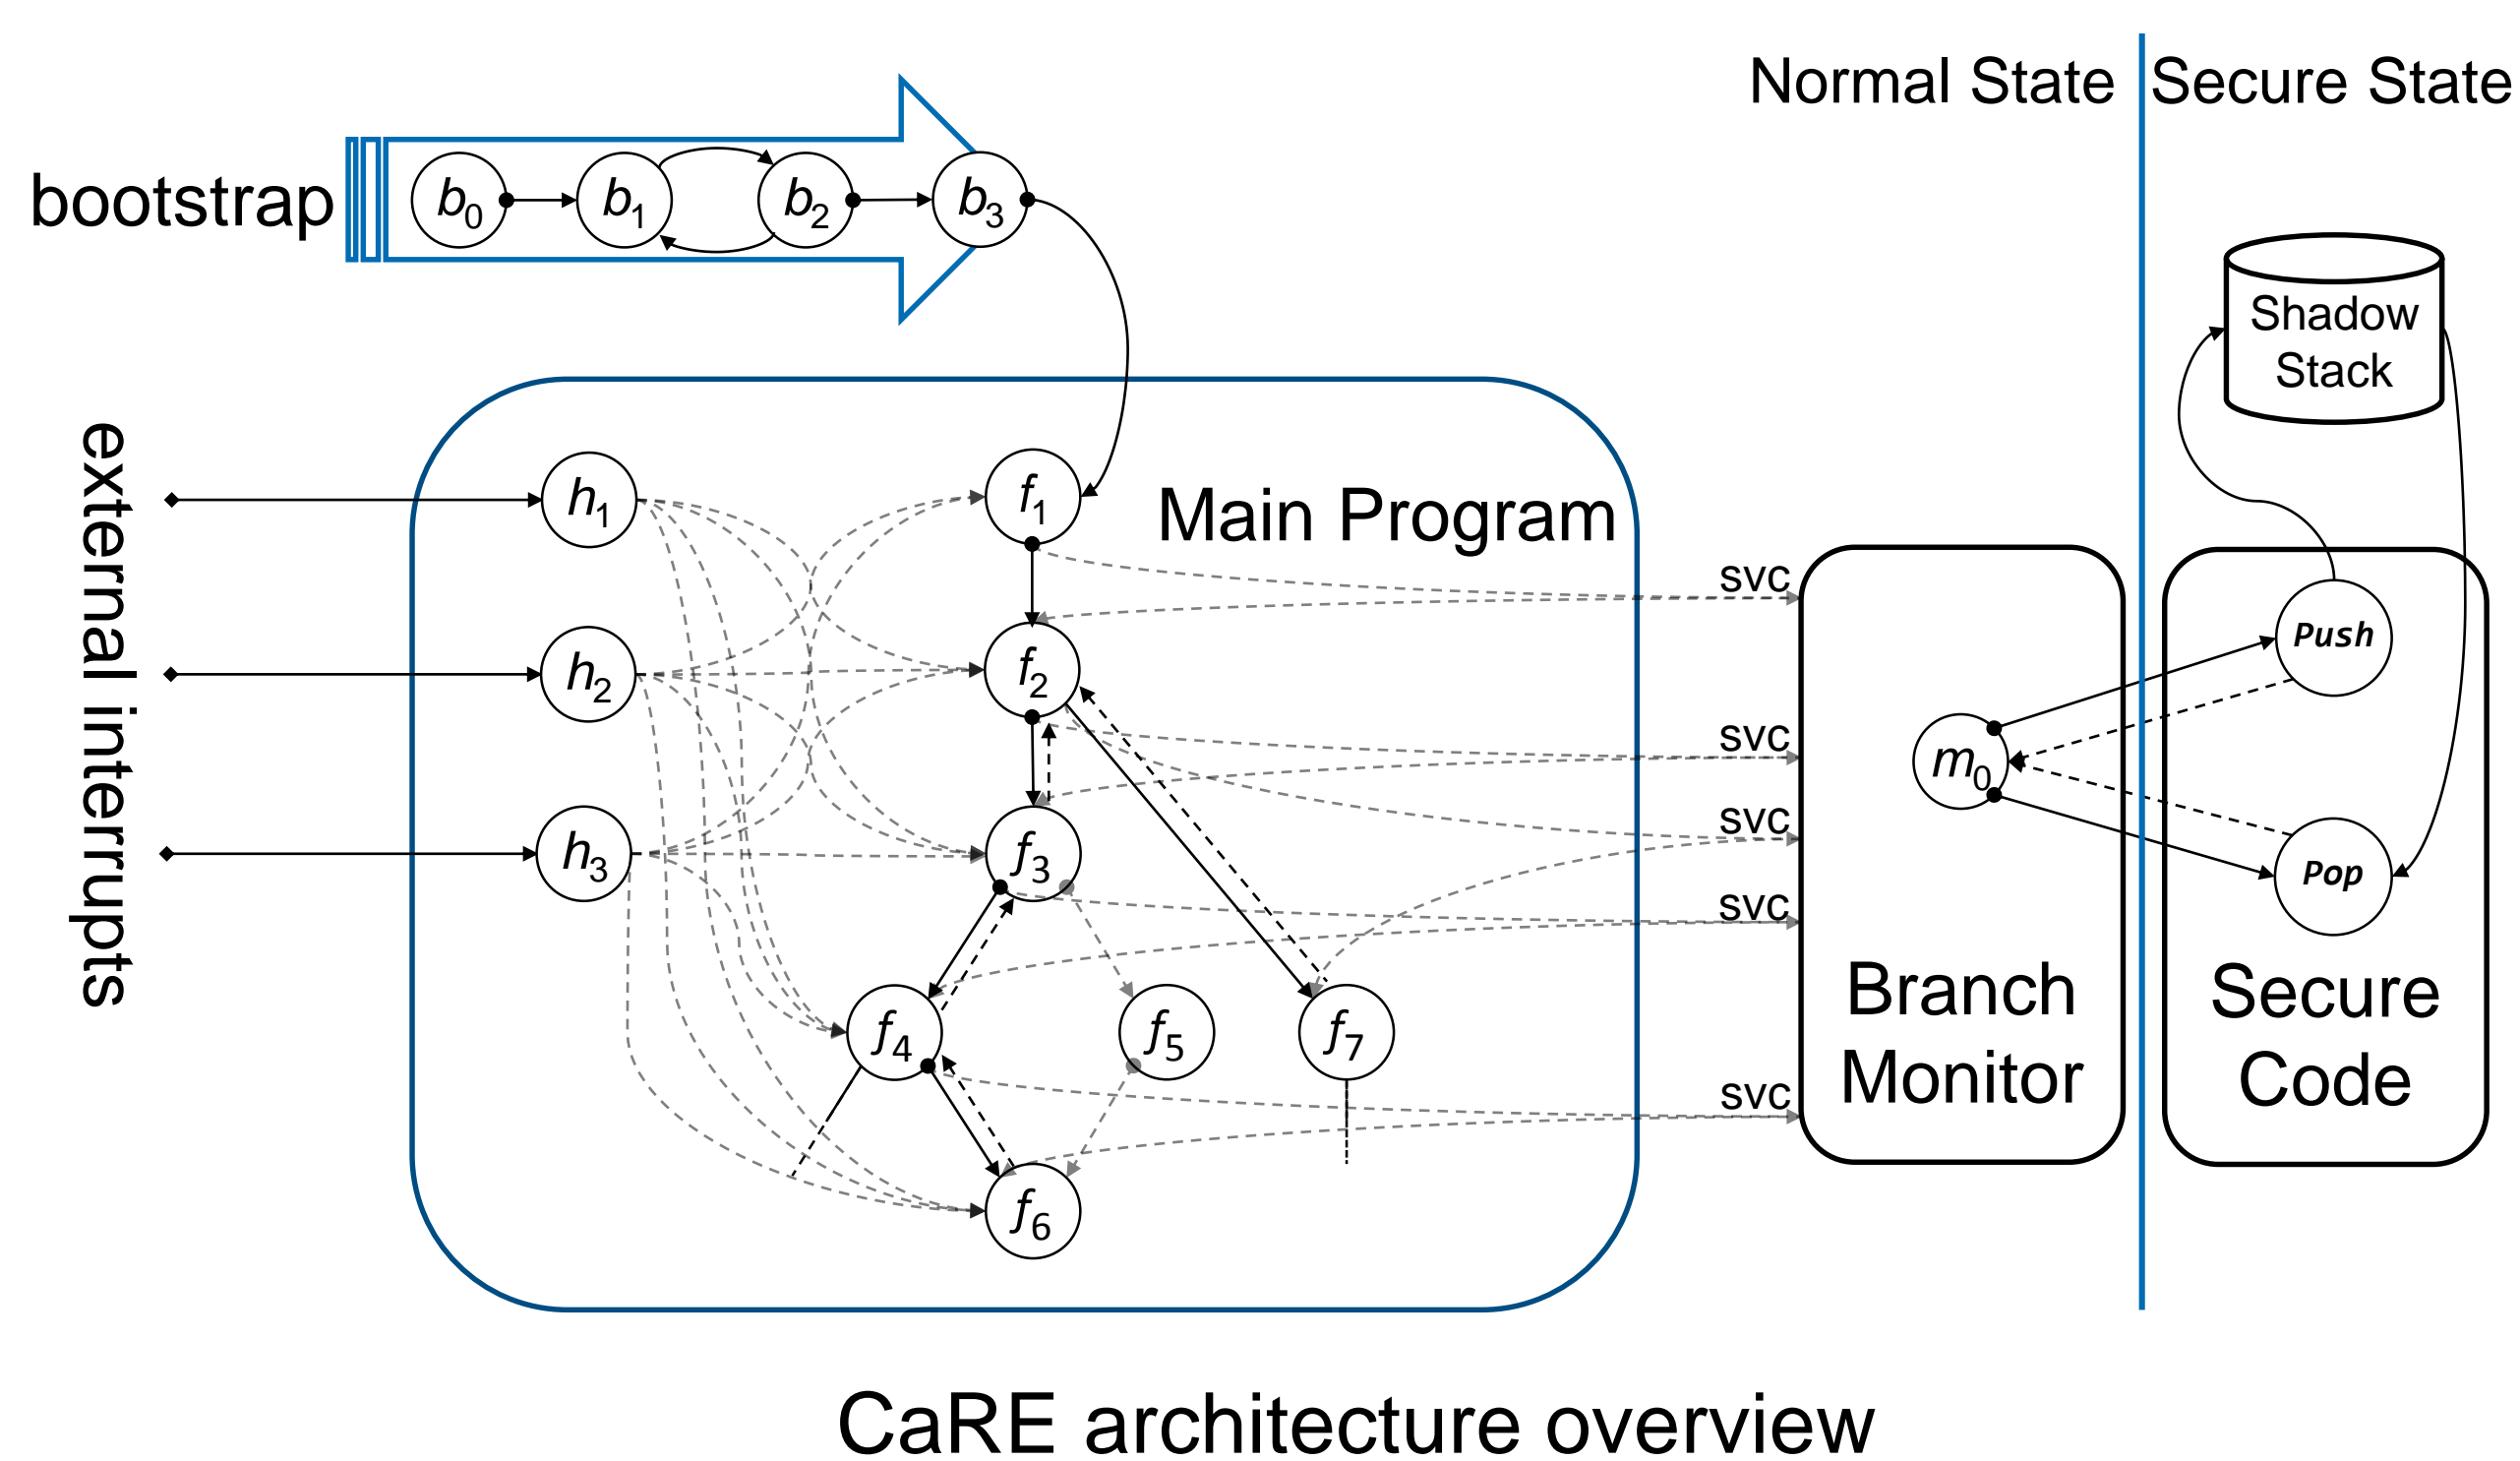 Normal State
Secure State
bootstrap
b0
b1
b2
b3
Shadow
Stack
external interrupts
h1
f1
Main Program
svc
h2
f2
Push
svc
m0
svc
h3
f3
Pop
svc
Branch
Monitor
Secure
Code
f4
f5
f7
svc
f6
CaRE architecture overview